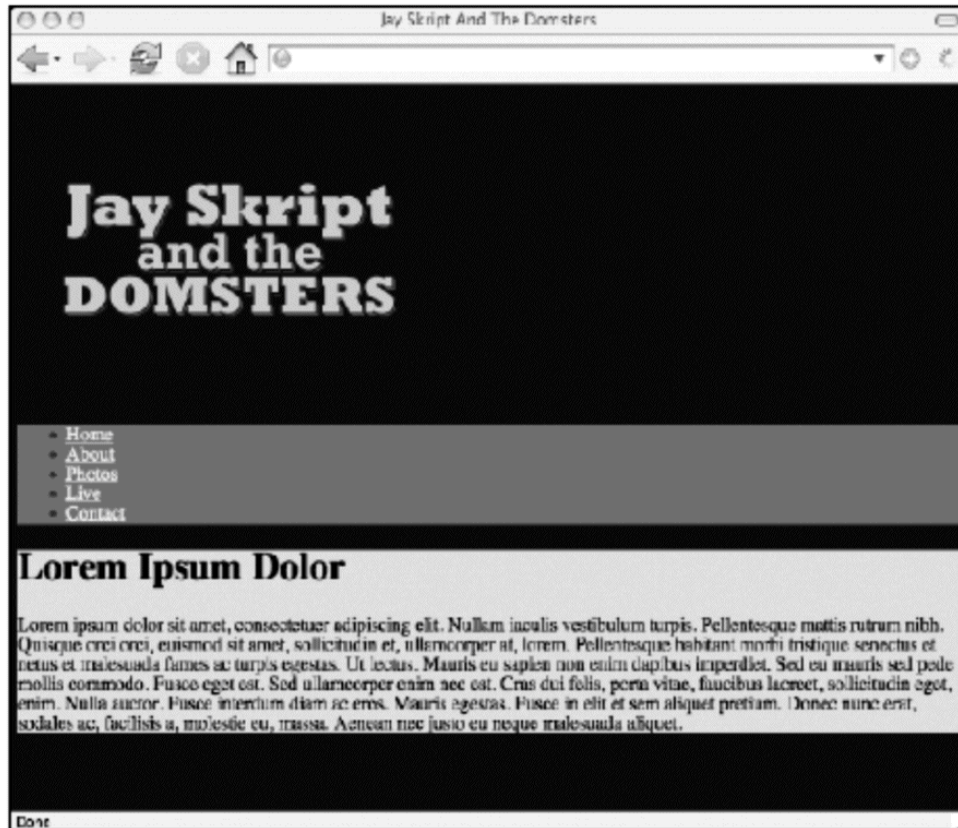 Jay Skript And The Domsters
Jay Skript
and the
DOMSTERS
Home
About
Photos
Live
Contact
Lorem Ipsum Dolor
Lorem ipsum dolor sit amet, consectetuer adipiscing elit. Nullam iaculis vestibulum turpis. Pellentesque mattis rutrum nibh.
Quisque orci orci, euismod sit amet, sollicitudin et, ullamcorper at, lorem. Pellentesque habitant morbi tristique senectus et
netus et malesuada fames ac turpis egestas. Ut lectus. Mauris eu sapien non enim dapibus imperdiet. Sed eu mauris sed pede
mollis commodo. Fusce eget est. Sed ullamcorper enim nec est. Cras dui felis, porta vitae, faucibus laoreet, sollicitudin eget,
enim. Nulla auctor. Fusce interdum diam ac eros. Mauris egestas. Fusce in elit et sem aliquet pretium. Donec nunc erat,
sodales ac, facilisis a, molestie eu, massa. Aenean nec justo eu neque malesuada aliquet.
Done